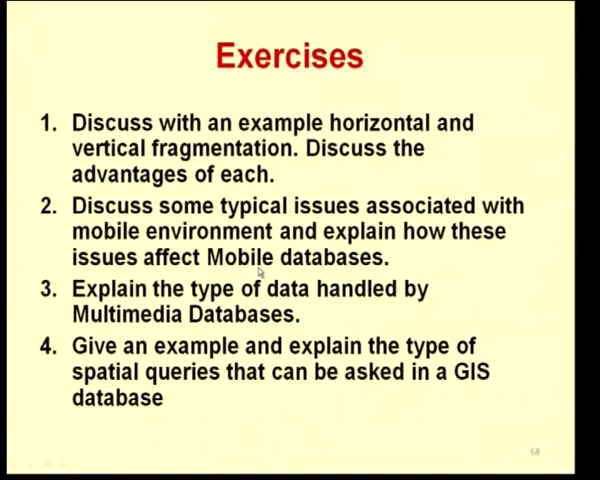 Exercises
1. Discuss with an example horizontal and
vertical fragmentation. Discuss the
advantages of each.
2. Discuss some typical issues associated with
mobile environment and explain how these
issues affect Mobile databases.
3. Explain the type of data handled by
Multimedia Databases.
4. Give an example and explain the type of
spatial queries that can be asked in a GIS
database
68